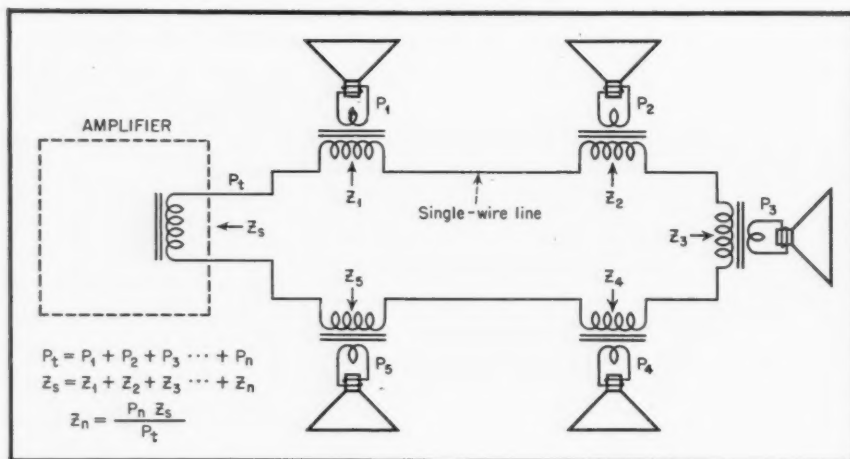 P₁
P₂
AMPLIFIER
Pₜ
Z₁
Z₂
Single-wire line
P₃
Zₛ
Z₃
Z₅
Z₄
Pₜ = P₁ + P₂ + P₃ ··· + Pₙ
P₅
P₄
Zₛ = Z₁ + Z₂ + Z₃ ··· + Zₙ
Zₙ = Pₙ Zₛ / Pₜ